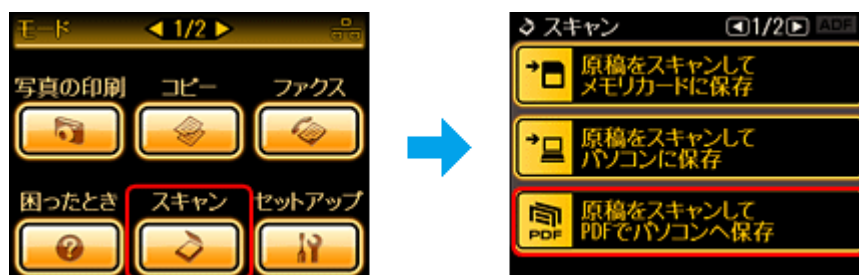 モード
1/2
写真の印刷
コピー
ファクス
困ったとき
スキャン
セットアップ
スキャン
1/2
ADF
原稿をスキャンして
メモリカードに保存
原稿をスキャンして
パソコンに保存
PDF
原稿をスキャンして
PDFでパソコンへ保存